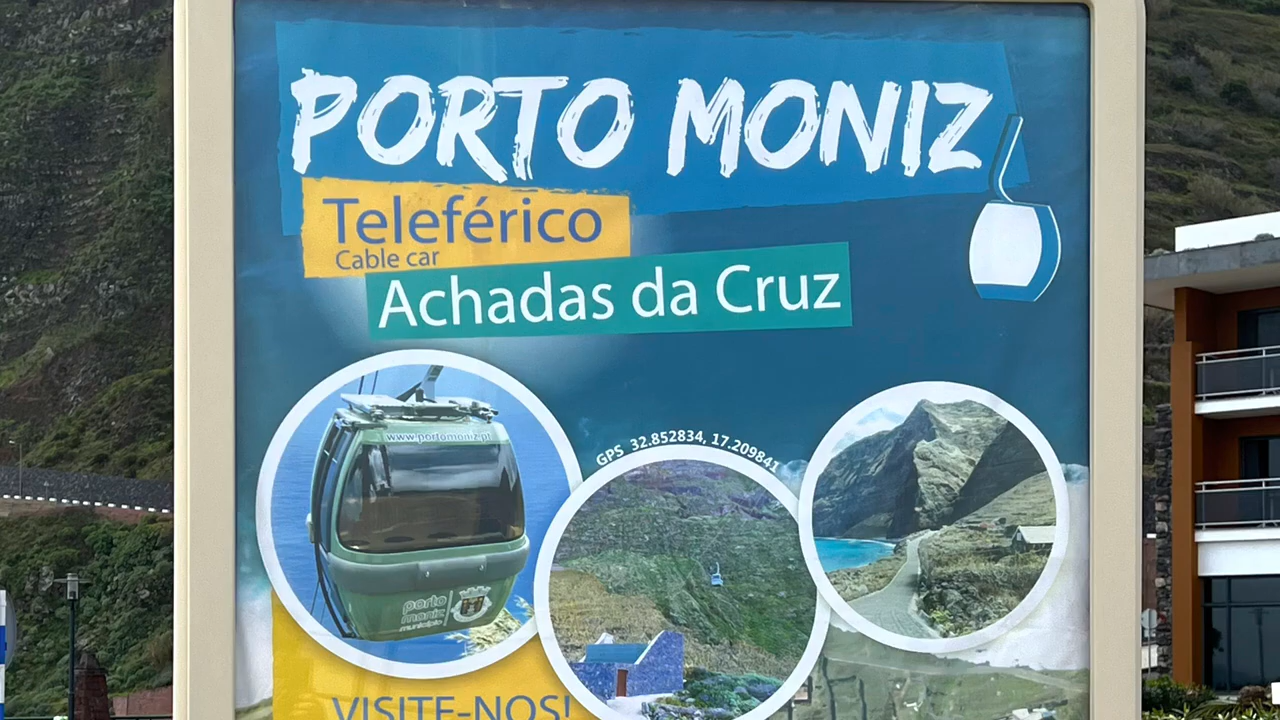 PORTO MONIZ
Teleférico
Cable car
Achadas da Cruz
www.portomoniz.pt
GPS 32.852834, 17.209841
porto
moniz
município
VISITE-NOS!